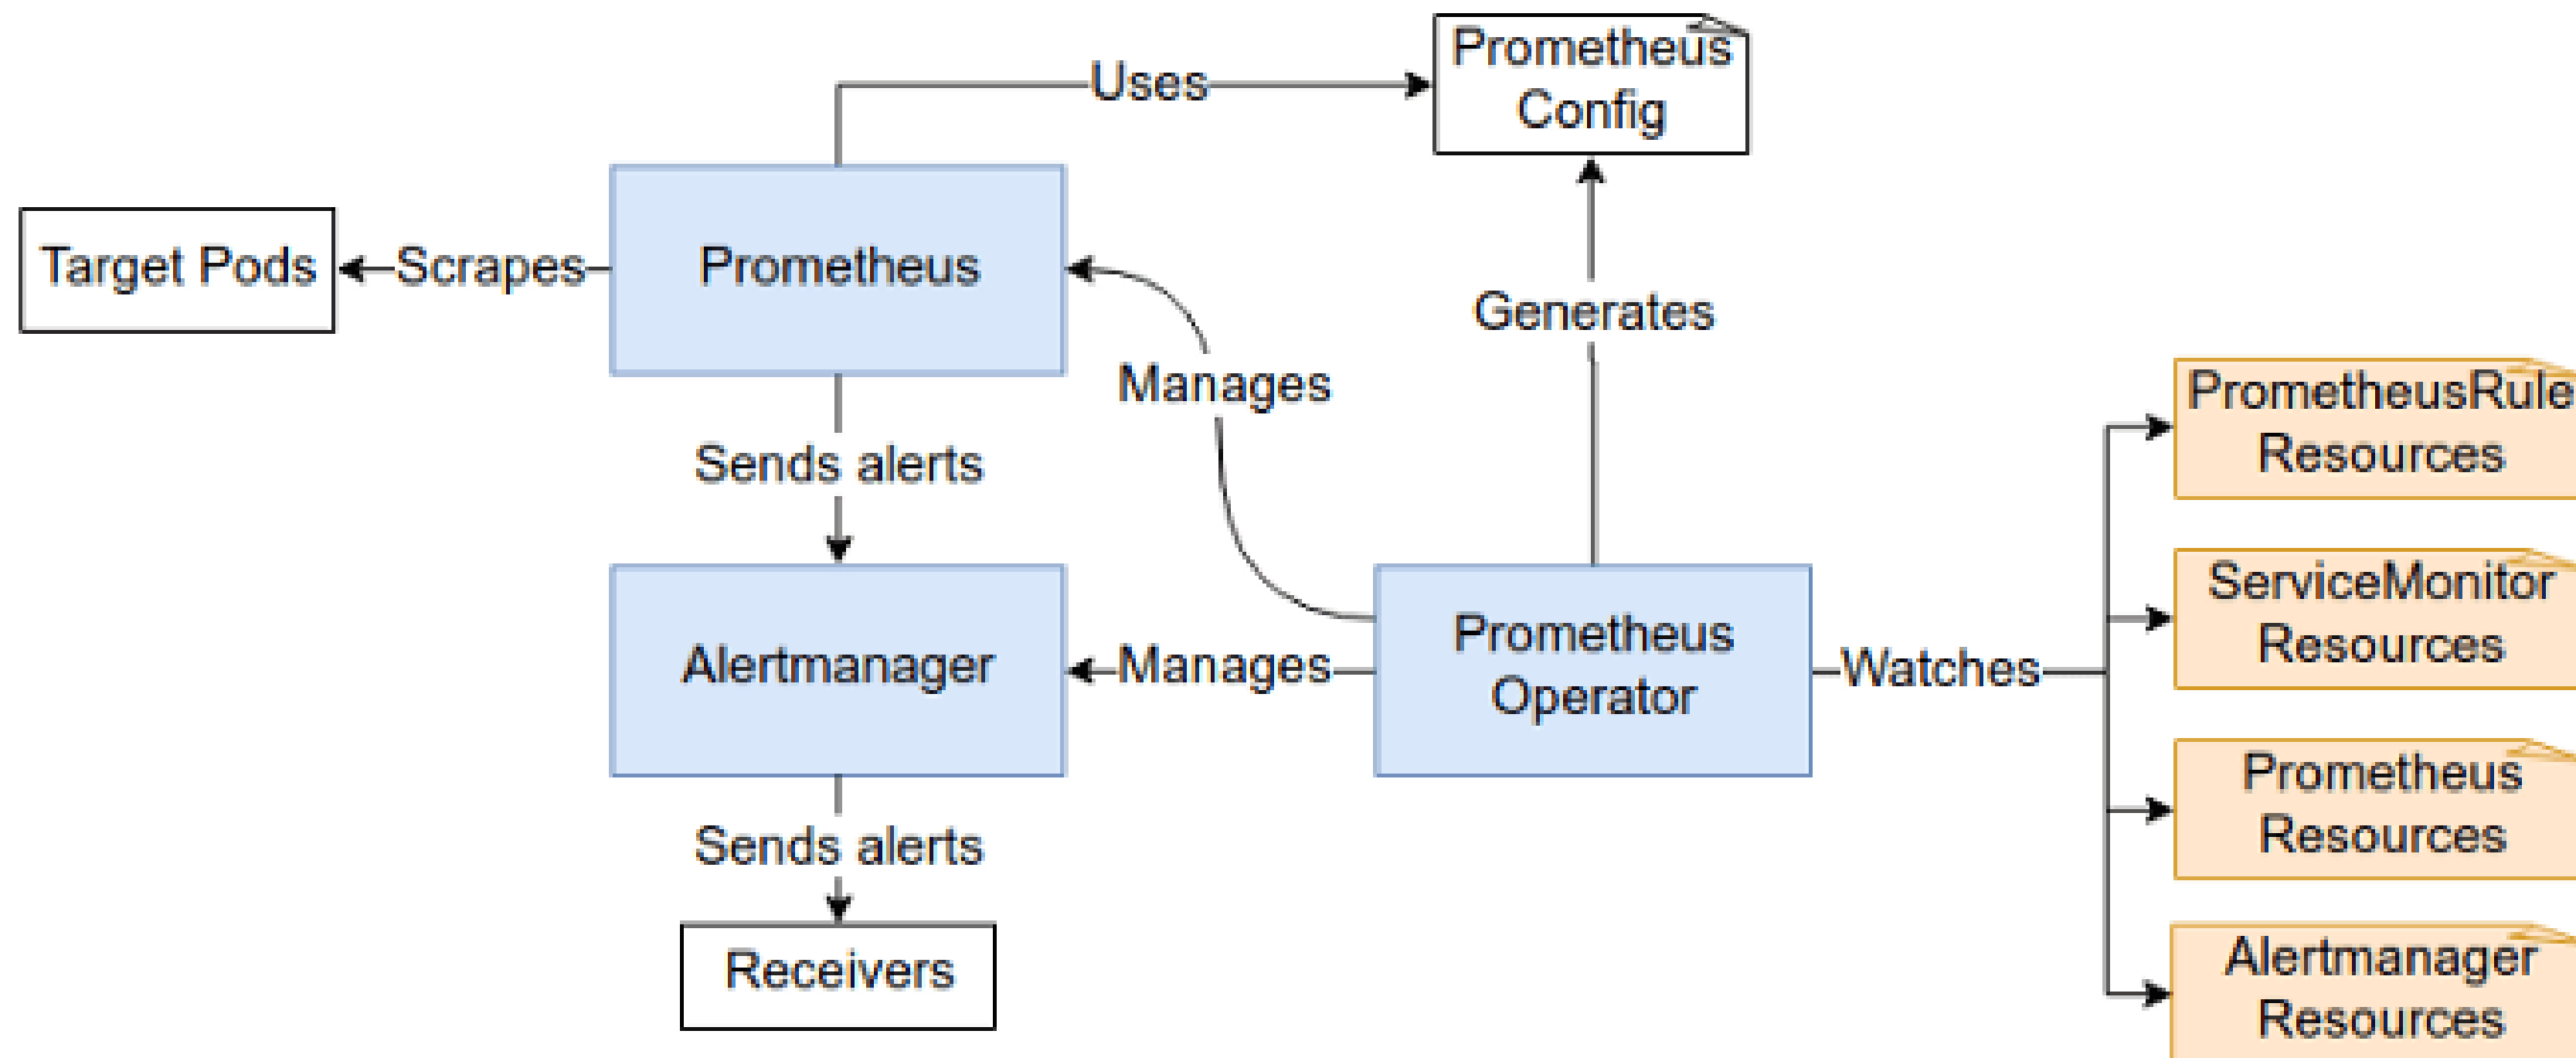 Prometheus
Config
Uses
Target Pods
Scrapes
Prometheus
Generates
Manages
Sends alerts
PrometheusRule
Resources
ServiceMonitor
Resources
Alertmanager
Manages
Prometheus
Operator
Watches
Prometheus
Resources
Sends alerts
Receivers
Alertmanager
Resources